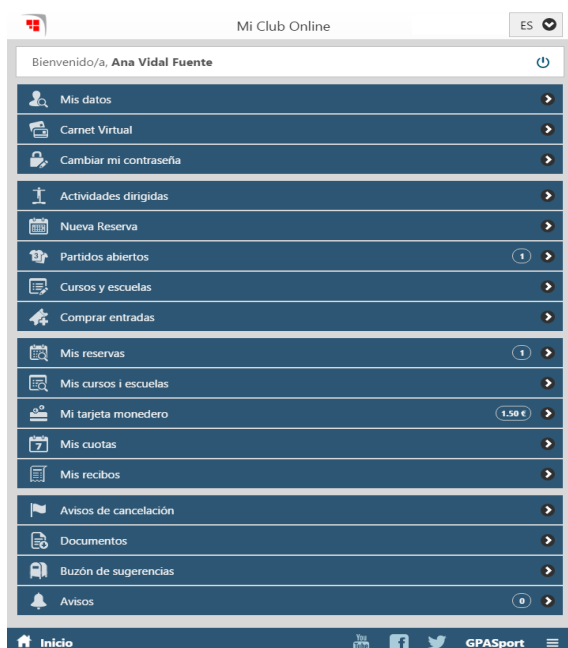 Mi Club Online
ES
Bienvenido/a, Ana Vidal Fuente
Mis datos
Carnet Virtual
Cambiar mi contraseña
Actividades dirigidas
Nueva Reserva
Partidos abiertos 1
Cursos y escuelas
Comprar entradas
Mis reservas 1
Mis cursos i escuelas
Mi tarjeta monedero 1.50 €
7 Mis cuotas
Mis recibos
Avisos de cancelación
Documentos
Buzón de sugerencias
Avisos 0
Inicio You Tube f GPASport